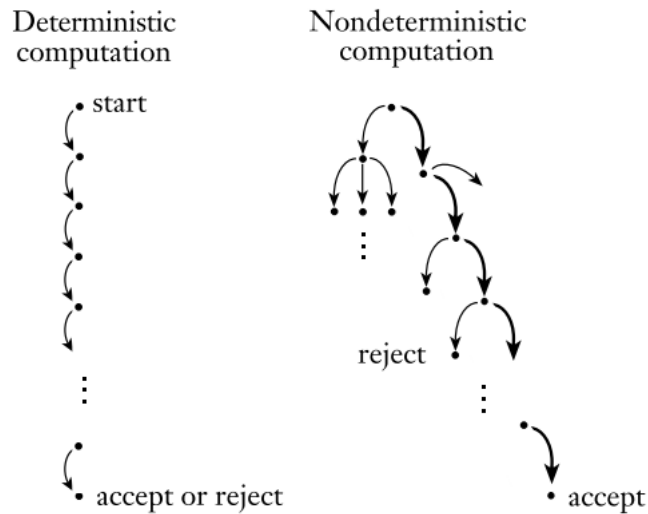 Deterministic
computation
Nondeterministic
computation
start
reject
accept or reject
accept